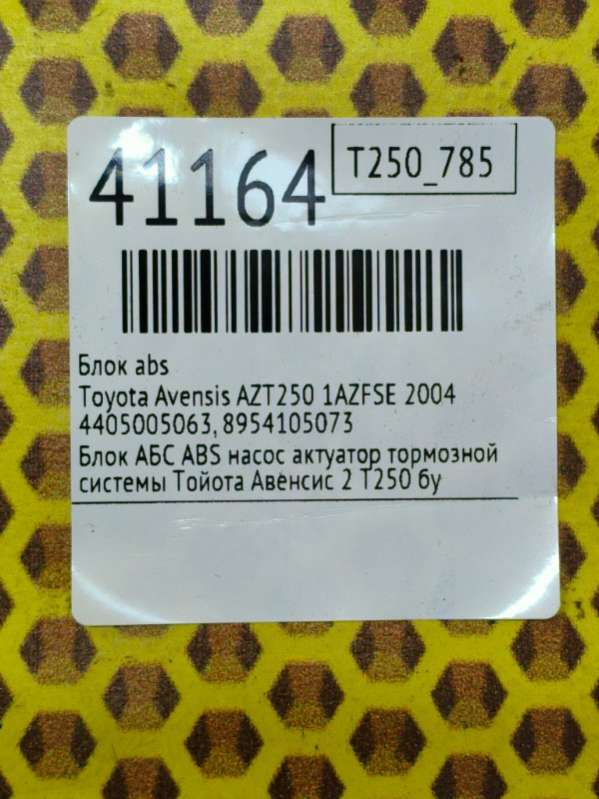 41164
T250_785
Блок abs
Toyota Avensis AZT250 1AZFSE 2004
4405005063, 8954105073
Блок АБС ABS насос актуатор тормозной
системы Тойота Авенсис 2 Т250 бу